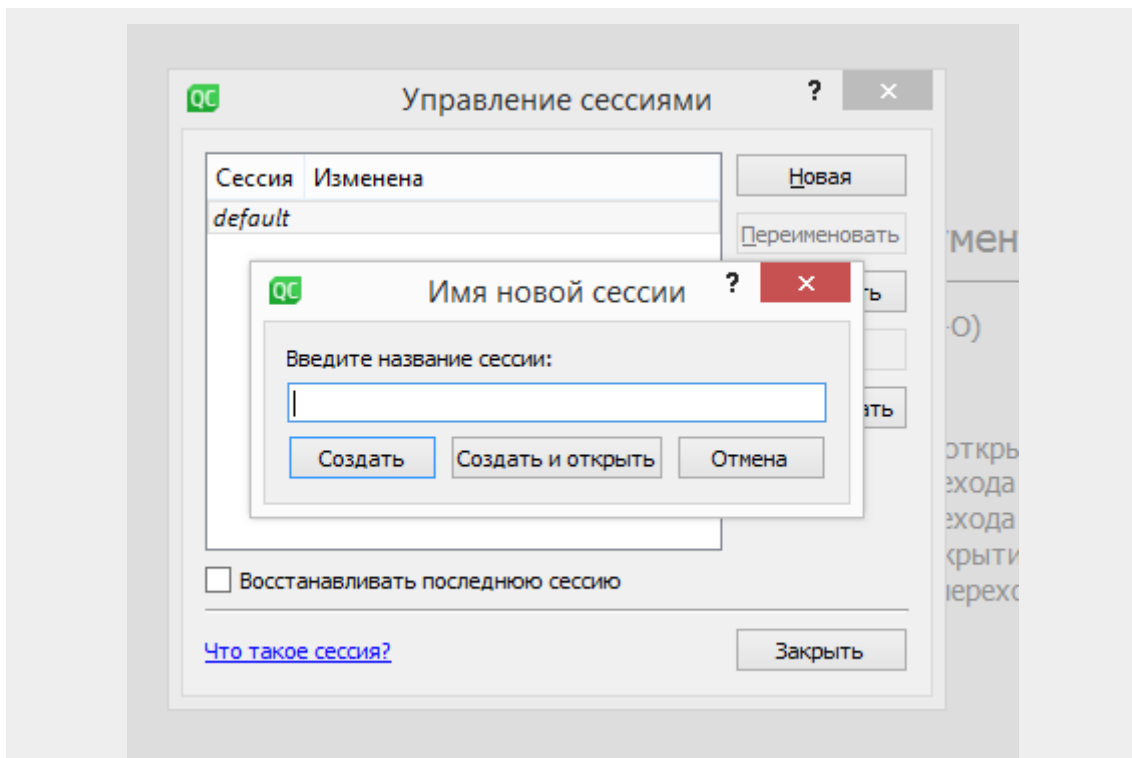 QC Управление сессиями ? ×
Сессия Изменена
default
Новая
Переименовать
QC Имя новой сессии ? ×
Введите название сессии:
Создать Создать и открыть Отмена
Восстанавливать последнюю сессию
Что такое сессия?
Закрыть